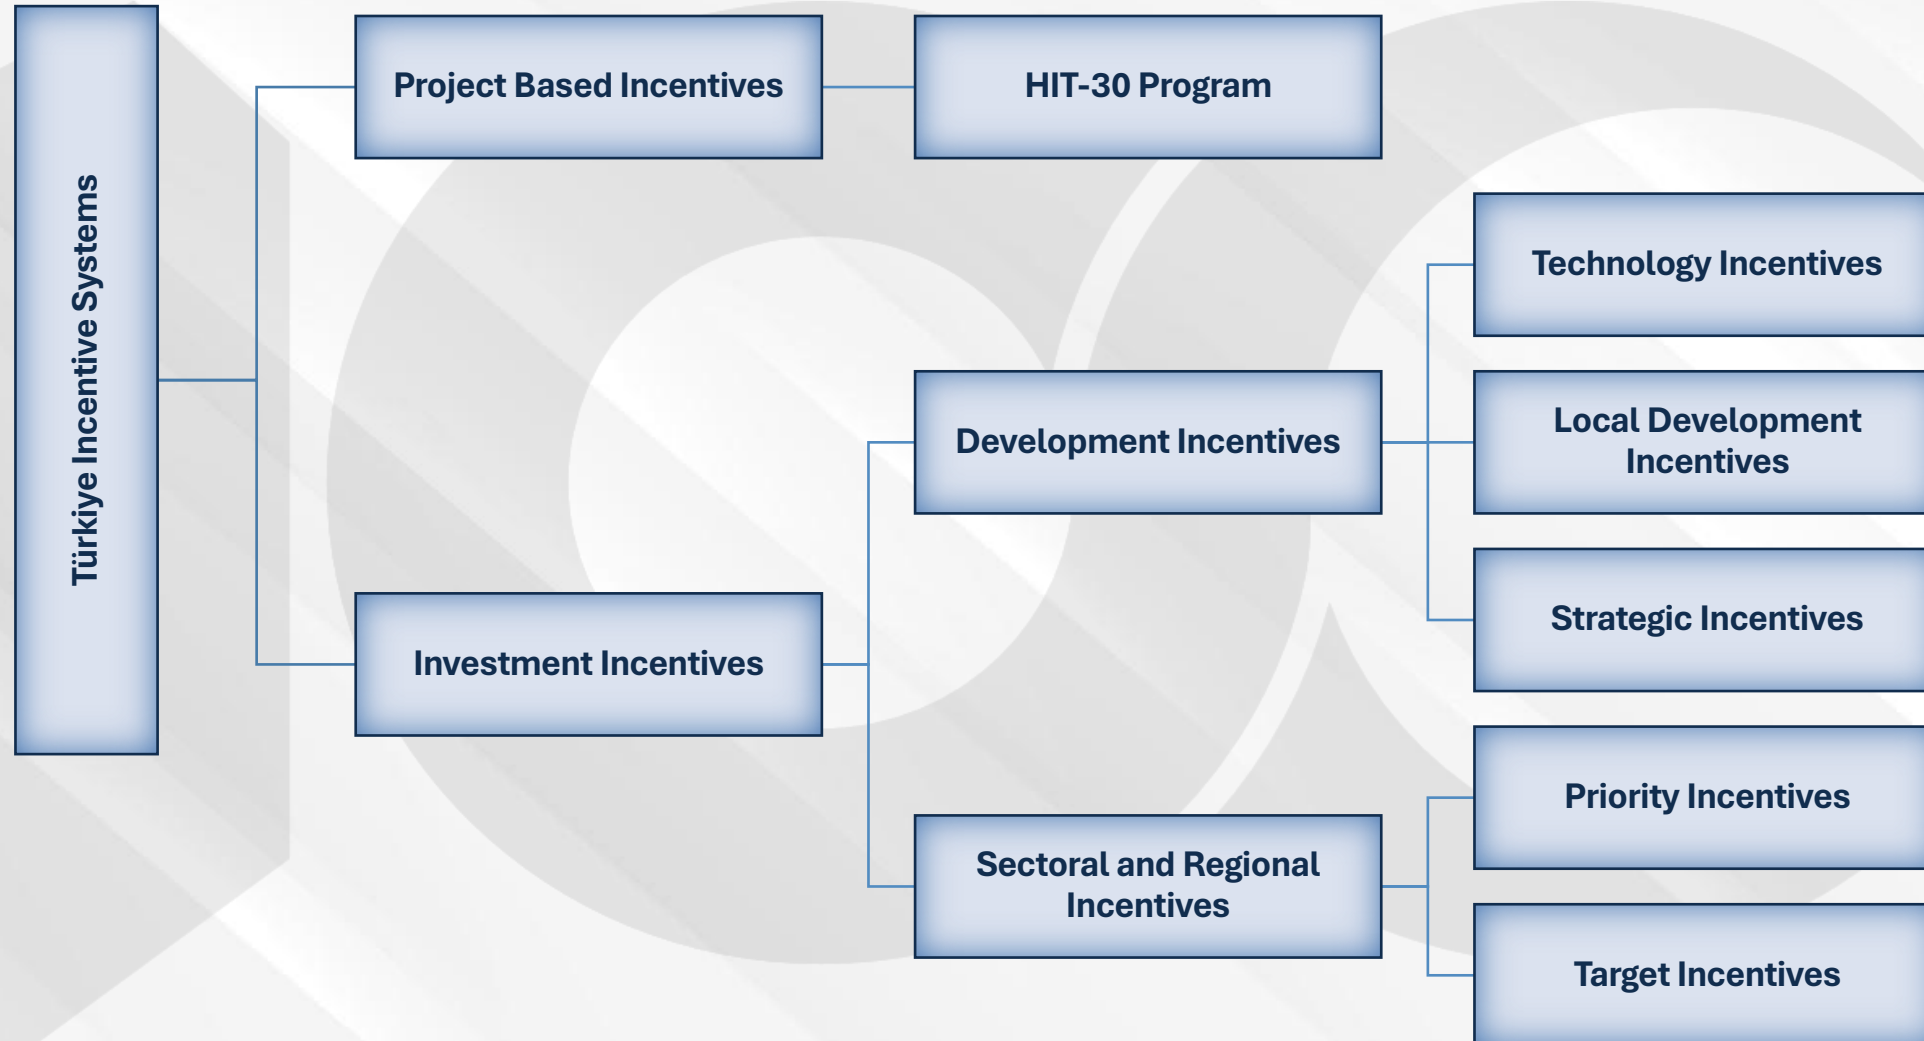 Türkiye Incentive Systems
Project Based Incentives
HIT-30 Program
Investment Incentives
Development Incentives
Technology Incentives
Local Development
Incentives
Strategic Incentives
Sectoral and Regional
Incentives
Priority Incentives
Target Incentives